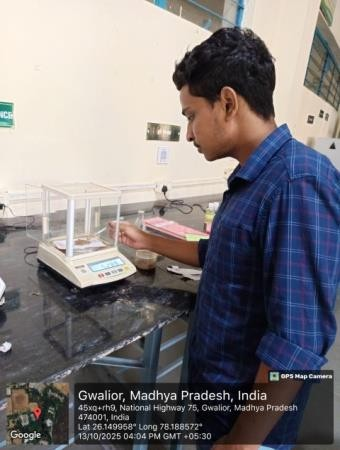 GPS Map Camera
Gwalior, Madhya Pradesh, India
45xq+rh9, National Highway 75, Gwalior, Madhya Pradesh
474001, India
Lat 26.149968° Long 78.188572°
13/10/2025 04:04 PM GMT +05:30
Google